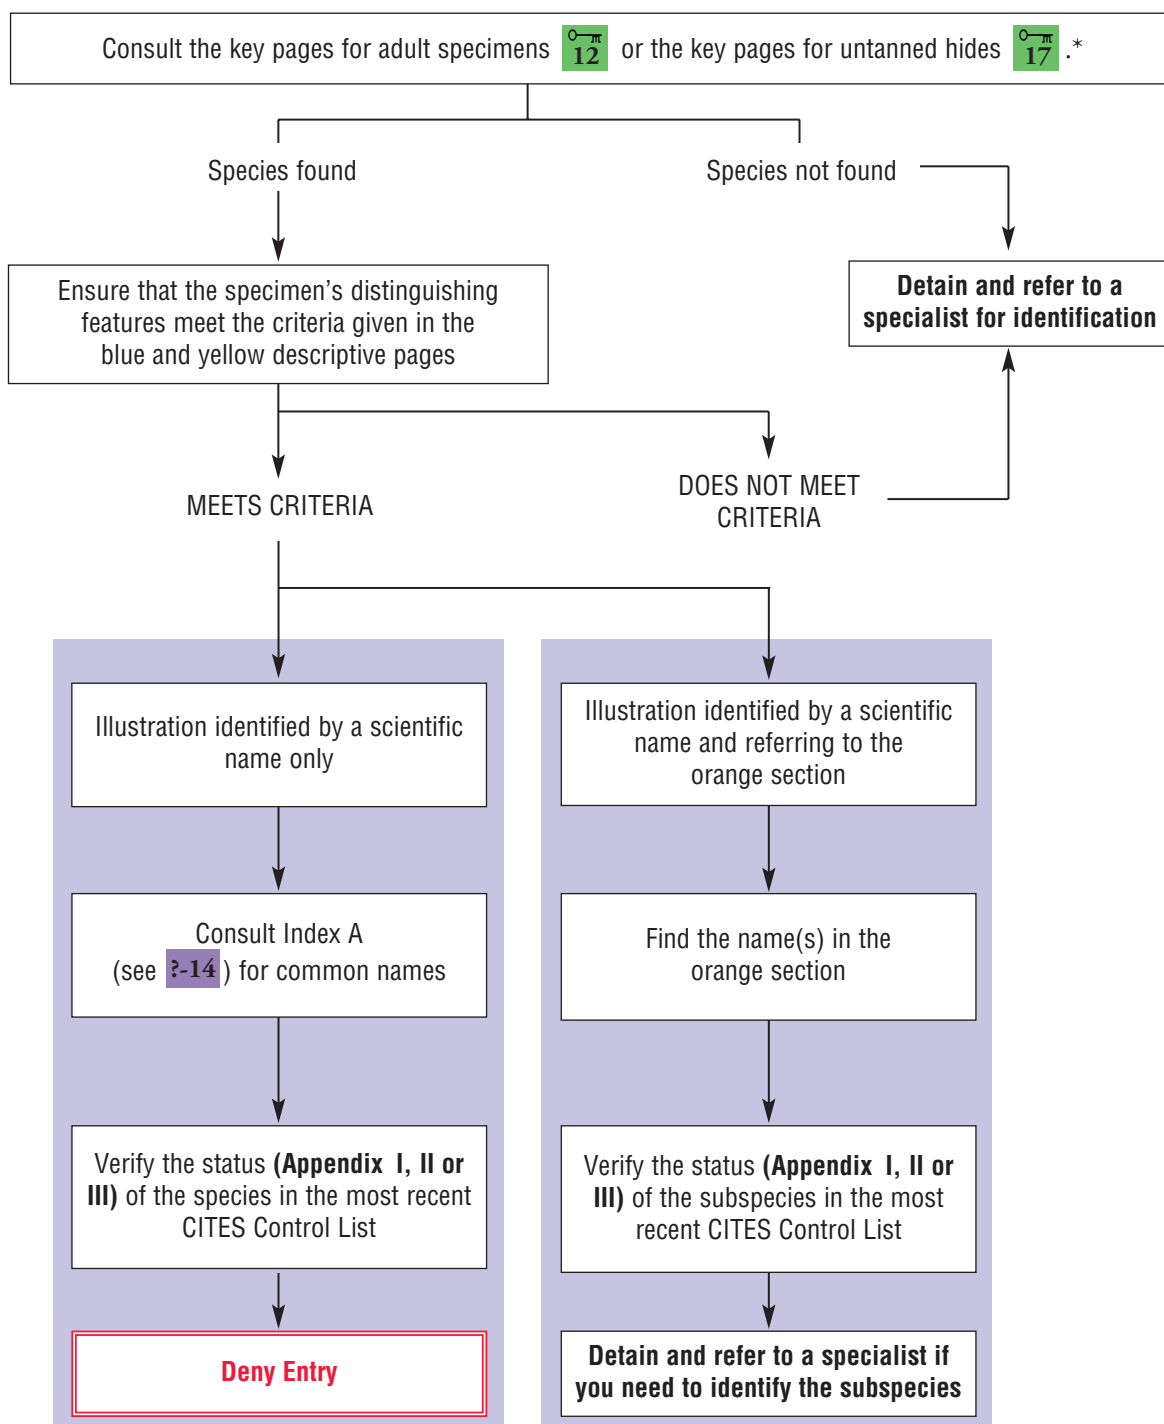 Consult the key pages for adult specimens 12 or the key pages for untanned hides 17 .*
Species found
Species not found
Ensure that the specimen’s distinguishing
features meet the criteria given in the
blue and yellow descriptive pages
Detain and refer to a
specialist for identification
MEETS CRITERIA
DOES NOT MEET
CRITERIA
Illustration identified by a scientific
name only
Illustration identified by a scientific
name and referring to the
orange section
Consult Index A
(see ?-14 ) for common names
Find the name(s) in the
orange section
Verify the status (Appendix I, II or
III) of the species in the most recent
CITES Control List
Verify the status (Appendix I, II or
III) of the subspecies in the most
recent CITES Control List
Deny Entry
Detain and refer to a specialist if
you need to identify the subspecies